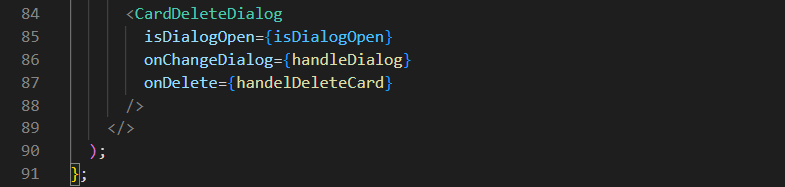 84 <CardDeleteDialog
85 isDialogOpen={isDialogOpen}
86 onChangeDialog={handleDialog}
87 onDelete={handelDeleteCard}
88 />
89 </>
90 );
91 };